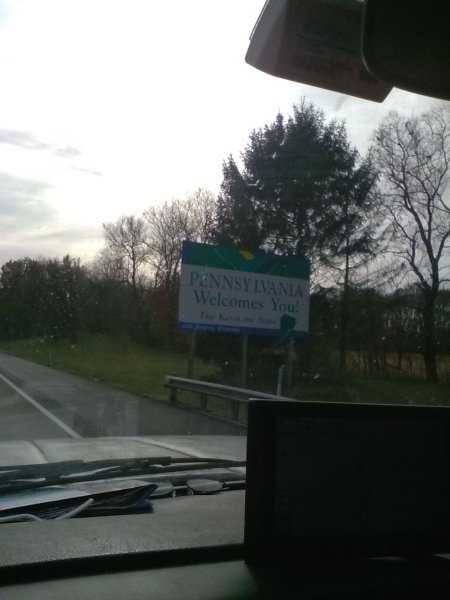 PENNSYLVANIA
Welcomes You!
The Keystone State